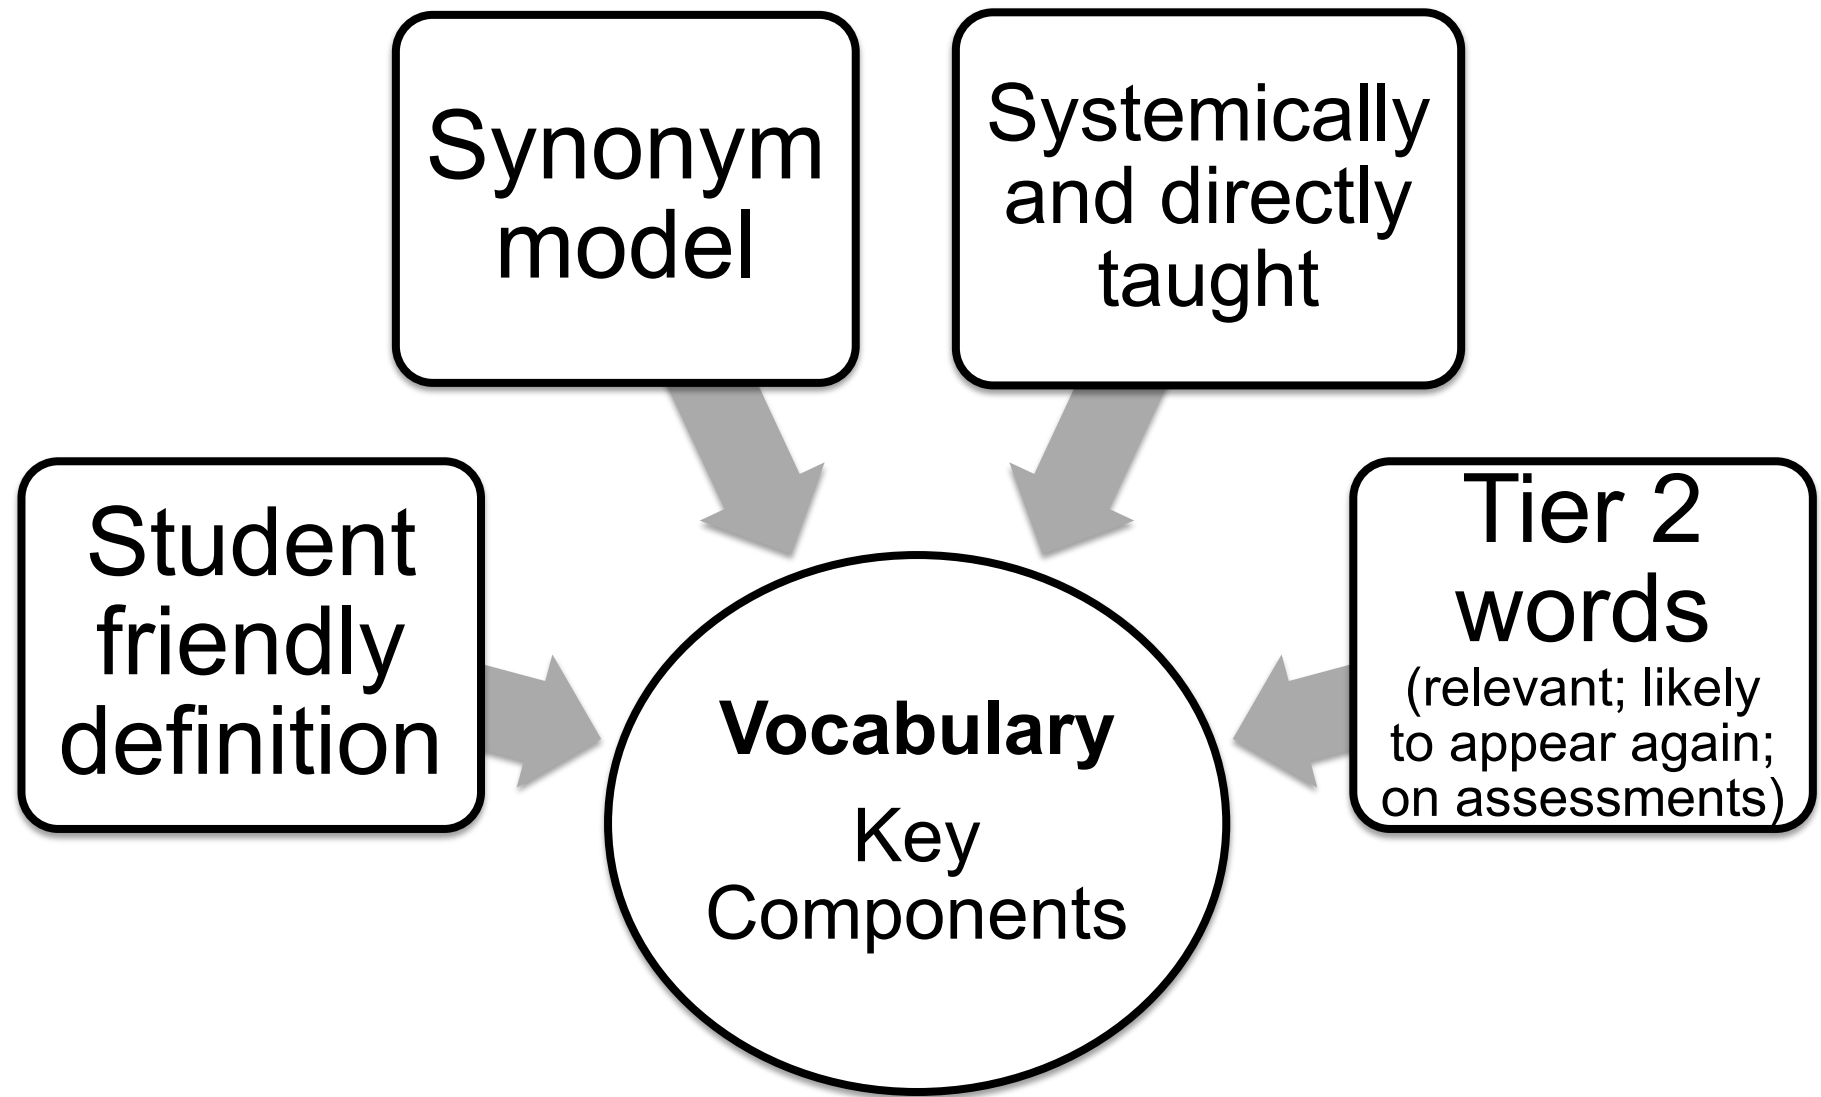 Synonym
model
Systemically
and directly
taught
Student
friendly
definition
Tier 2
words
(relevant; likely
to appear again;
on assessments)
Vocabulary
Key
Components